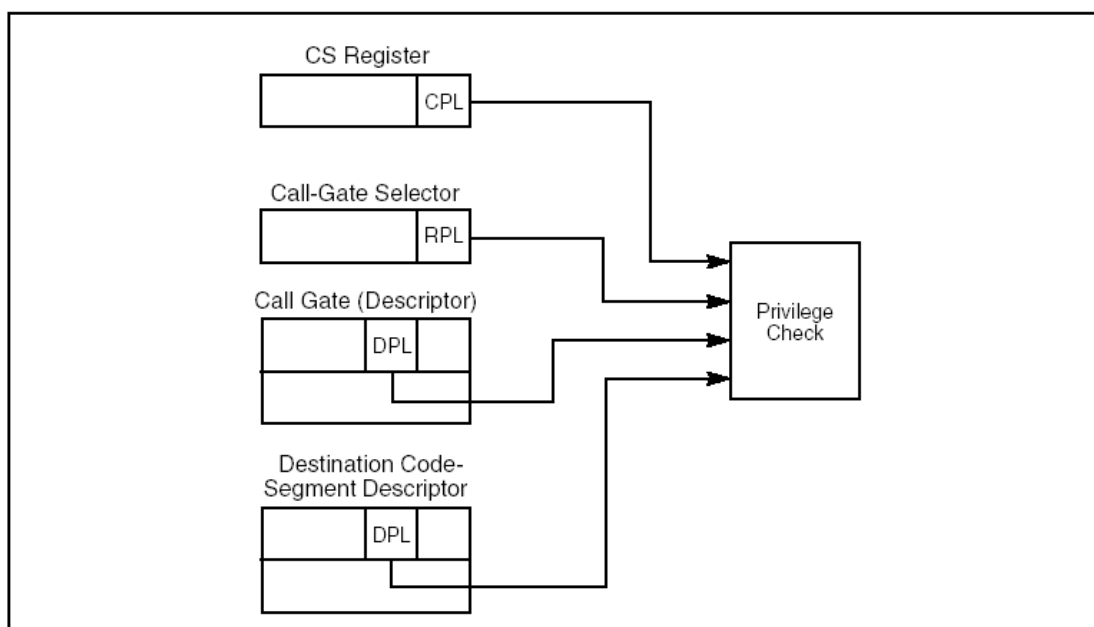 CS Register
CPL
Call-Gate Selector
RPL
Call Gate (Descriptor)
DPL
Privilege
Check
Destination Code-
Segment Descriptor
DPL